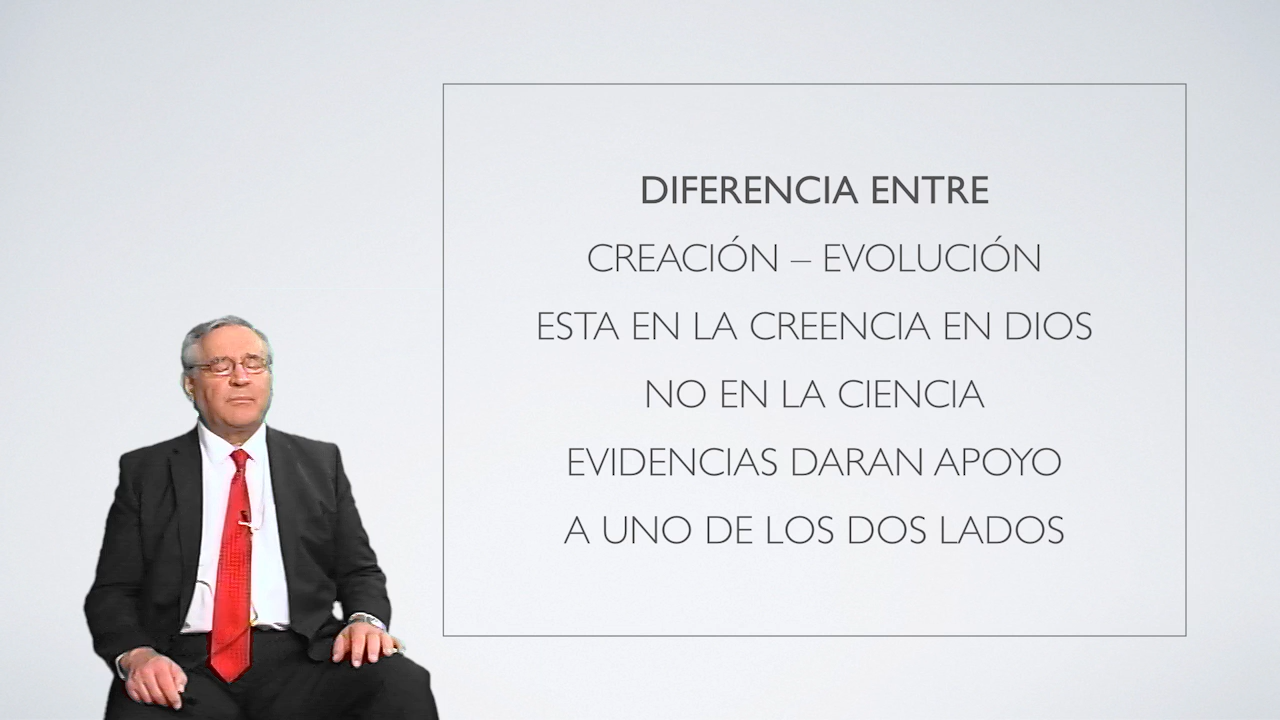 DIFERENCIA ENTRE
CREACIÓN – EVOLUCIÓN
ESTA EN LA CREENCIA EN DIOS
NO EN LA CIENCIA
EVIDENCIAS DARAN APOYO
A UNO DE LOS DOS LADOS